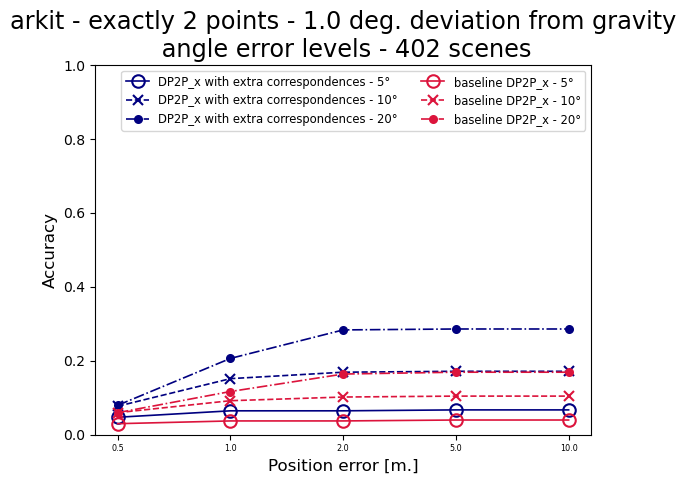 arkit - exactly 2 points - 1.0 deg. deviation from gravity
angle error levels - 402 scenes
DP2P_x with extra correspondences - 5°
DP2P_x with extra correspondences - 10°
DP2P_x with extra correspondences - 20°
baseline DP2P_x - 5°
baseline DP2P_x - 10°
baseline DP2P_x - 20°
Accuracy
1.0
0.8
0.6
0.4
0.2
0.0
0.5 1.0 2.0 5.0 10.0
Position error [m.]